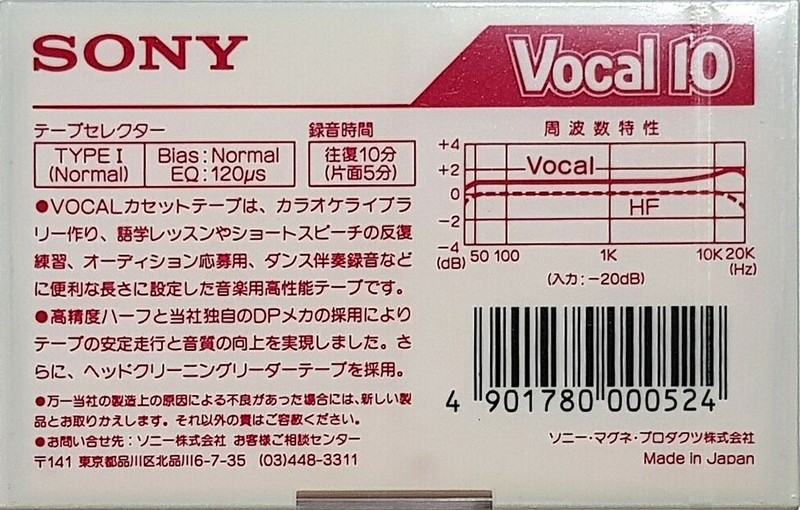 SONY
Vocal 10
テープセレクター
TYPE I
(Normal)
Bias:Normal
EQ:120μs
録音時間
往復10分
(片面5分)
●VOCALカセットテープは、カラオケライブラ
リー作り、語学レッスンやショートスピーチの反復
練習、オーディション応募用、ダンス伴奏録音など
に便利な長さに設定した音楽用高性能テープです。
●高精度ハーフと当社独自のDPメカの採用により
テープの安定走行と音質の向上を実現しました。さ
らに、ヘッドクリーニングリーダーテープを採用。
●万一当社の製造上の原因による不良があった場合には、新しい製
品とお取りかえします。それ以外の責はご容赦ください。
●お問い合せ先:ソニー株式会社 お客様ご相談センター
〒141 東京都品川区北品川6-7-35 (03)448-3311
周波数特性
+4
+2
0
-2
-4
(dB)
Vocal
HF
50 100 1K 10K 20K
(Hz)
(入力:-20dB)
4 901780 000524
ソニー・マグネ・プロダクツ株式会社
Made in Japan